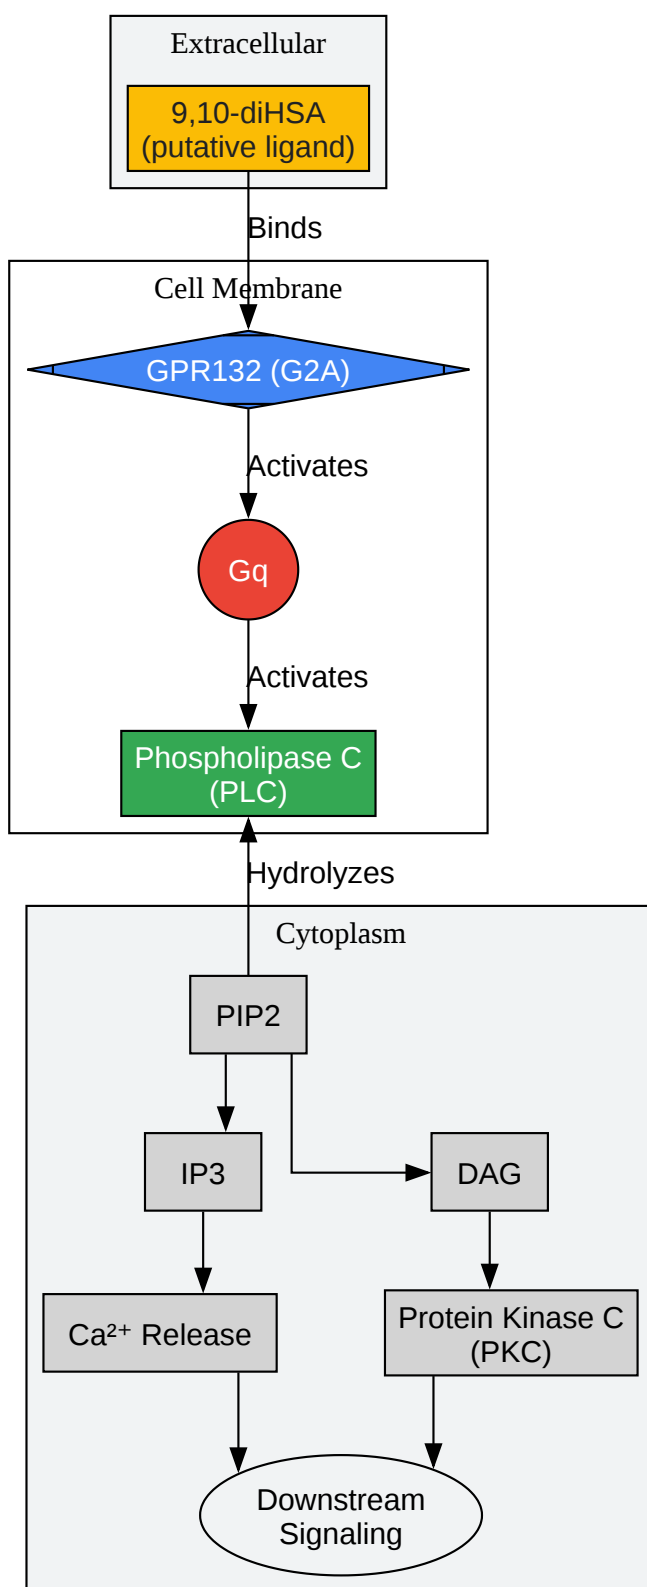 Extracellular
9,10-diHSA
(putative ligand)
Binds
Cell Membrane
GPR132 (G2A)
Activates
Gq
Activates
Phospholipase C
(PLC)
Hydrolyzes
Cytoplasm
PIP2
IP3
DAG
Ca²⁺ Release
Protein Kinase C
(PKC)
Downstream
Signaling